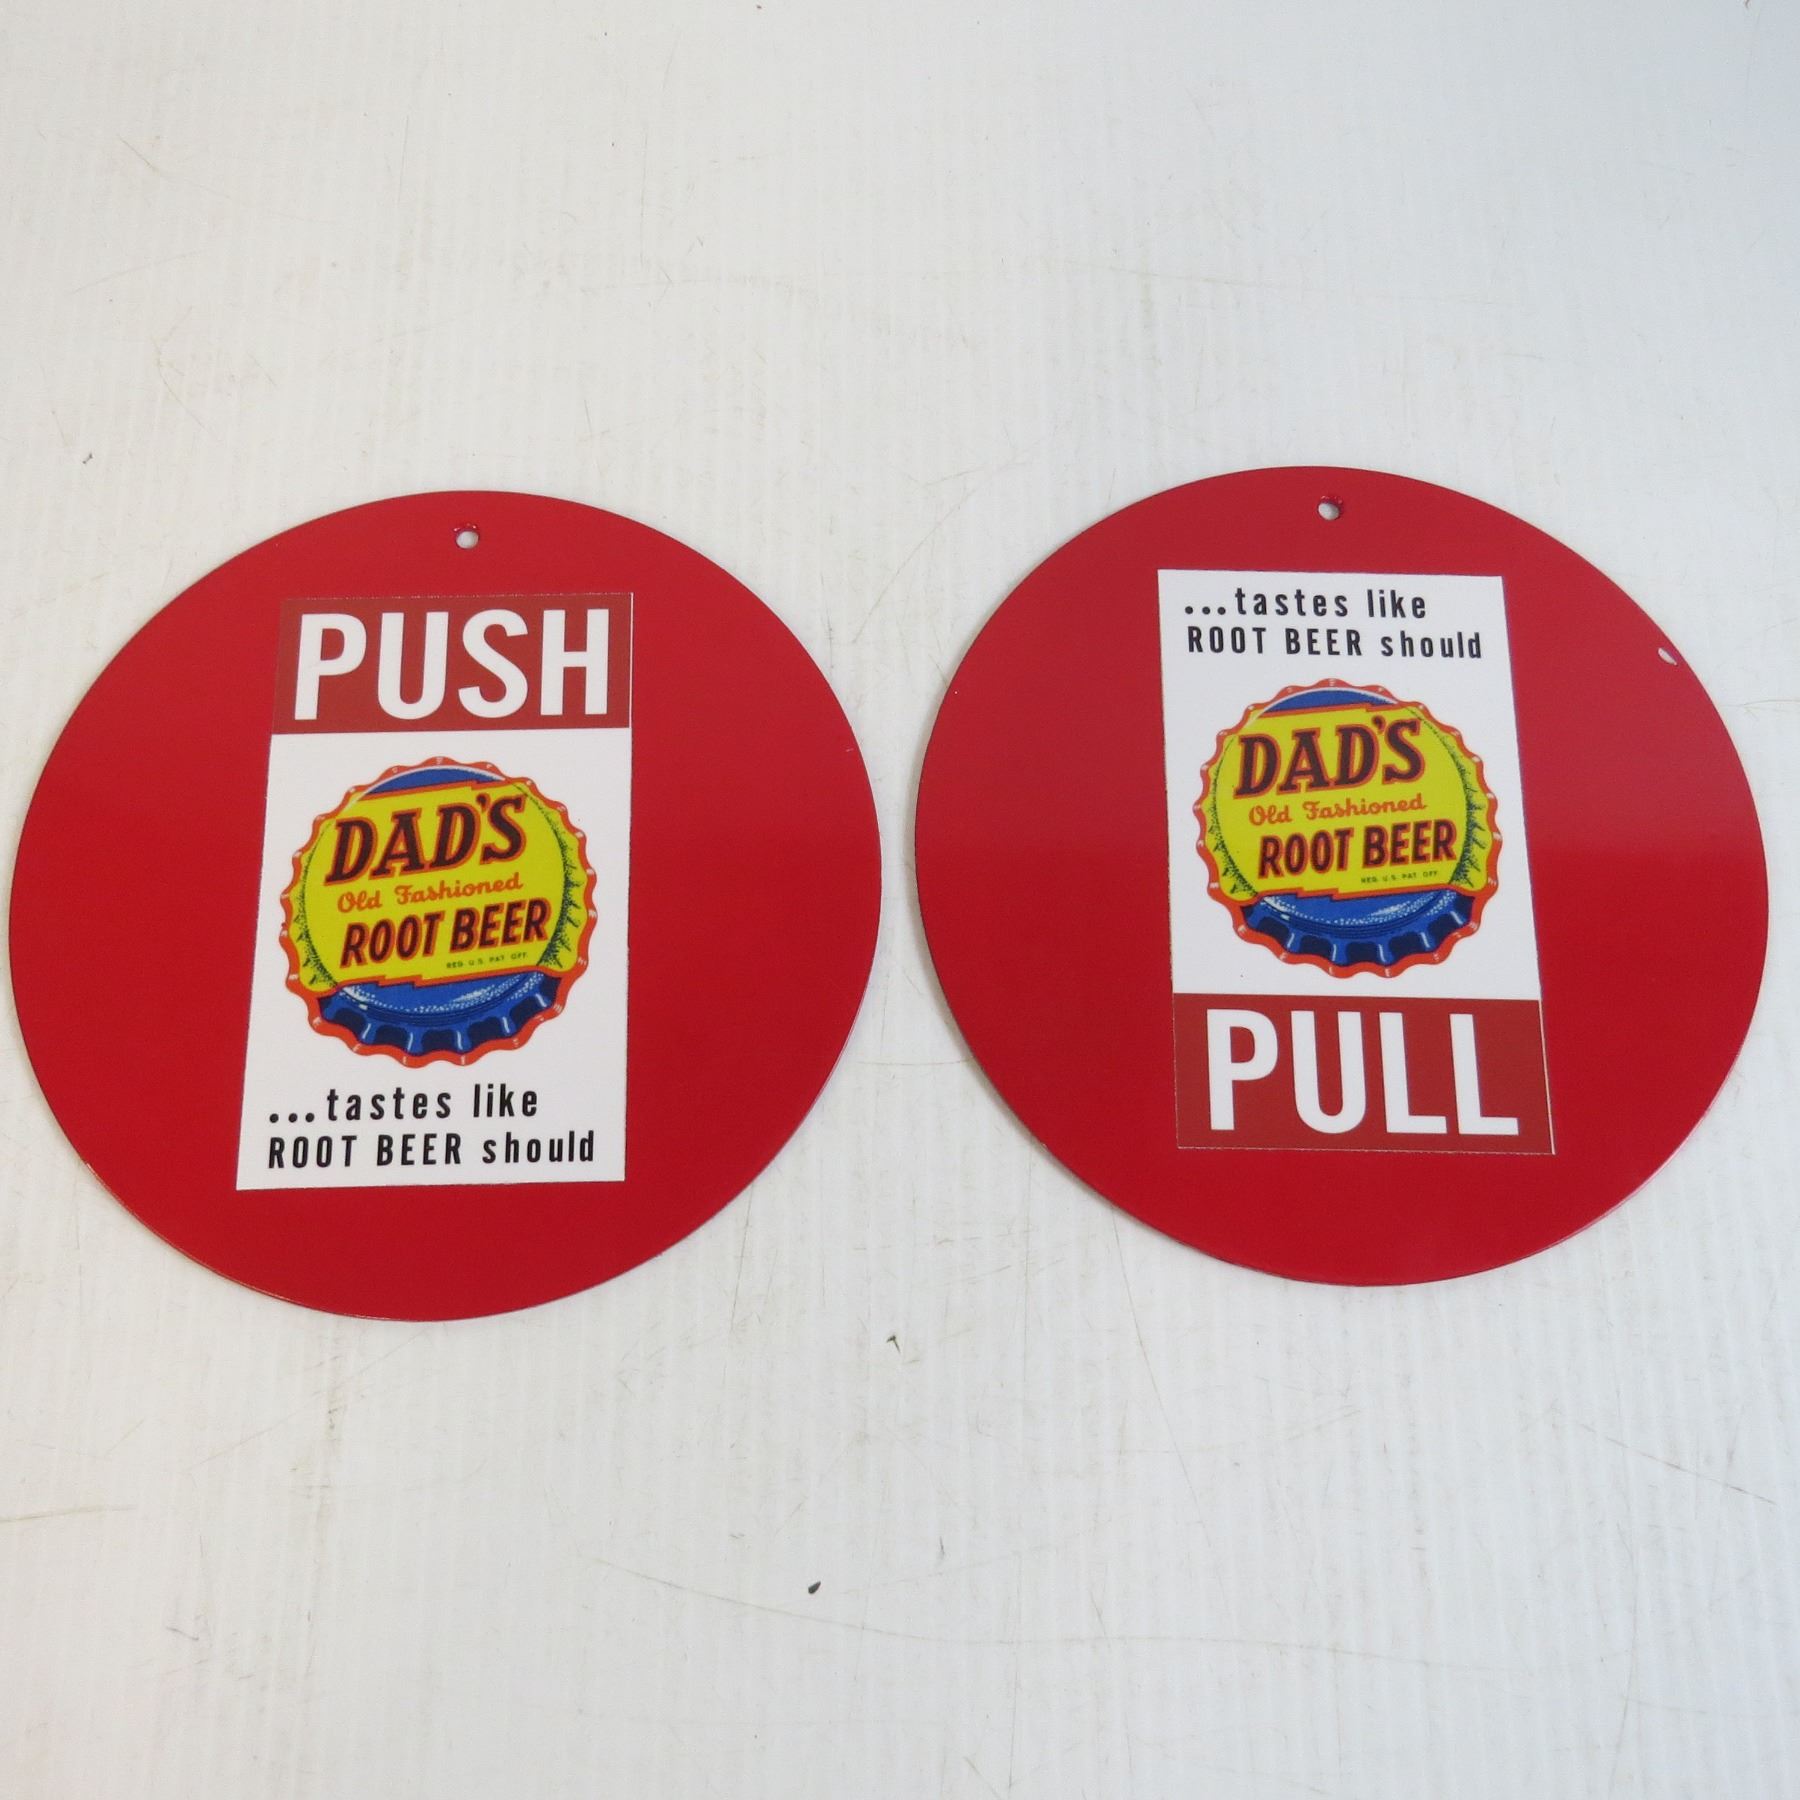 PUSH
DAD'S
Old Fashioned
ROOT BEER
REG. U.S. PAT. OFF.
...tastes like
ROOT BEER should
...tastes like
ROOT BEER should
DAD'S
Old Fashioned
ROOT BEER
REG. U.S. PAT. OFF.
PULL